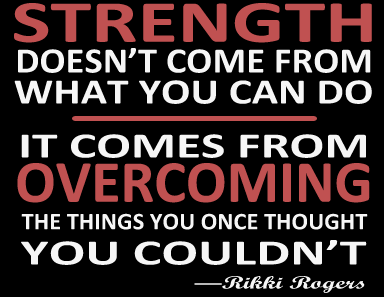 STRENGTH
DOESN’T COME FROM
WHAT YOU CAN DO
IT COMES FROM
OVERCOMING
THE THINGS YOU ONCE THOUGHT
YOU COULDN’T
—Rikki Rogers